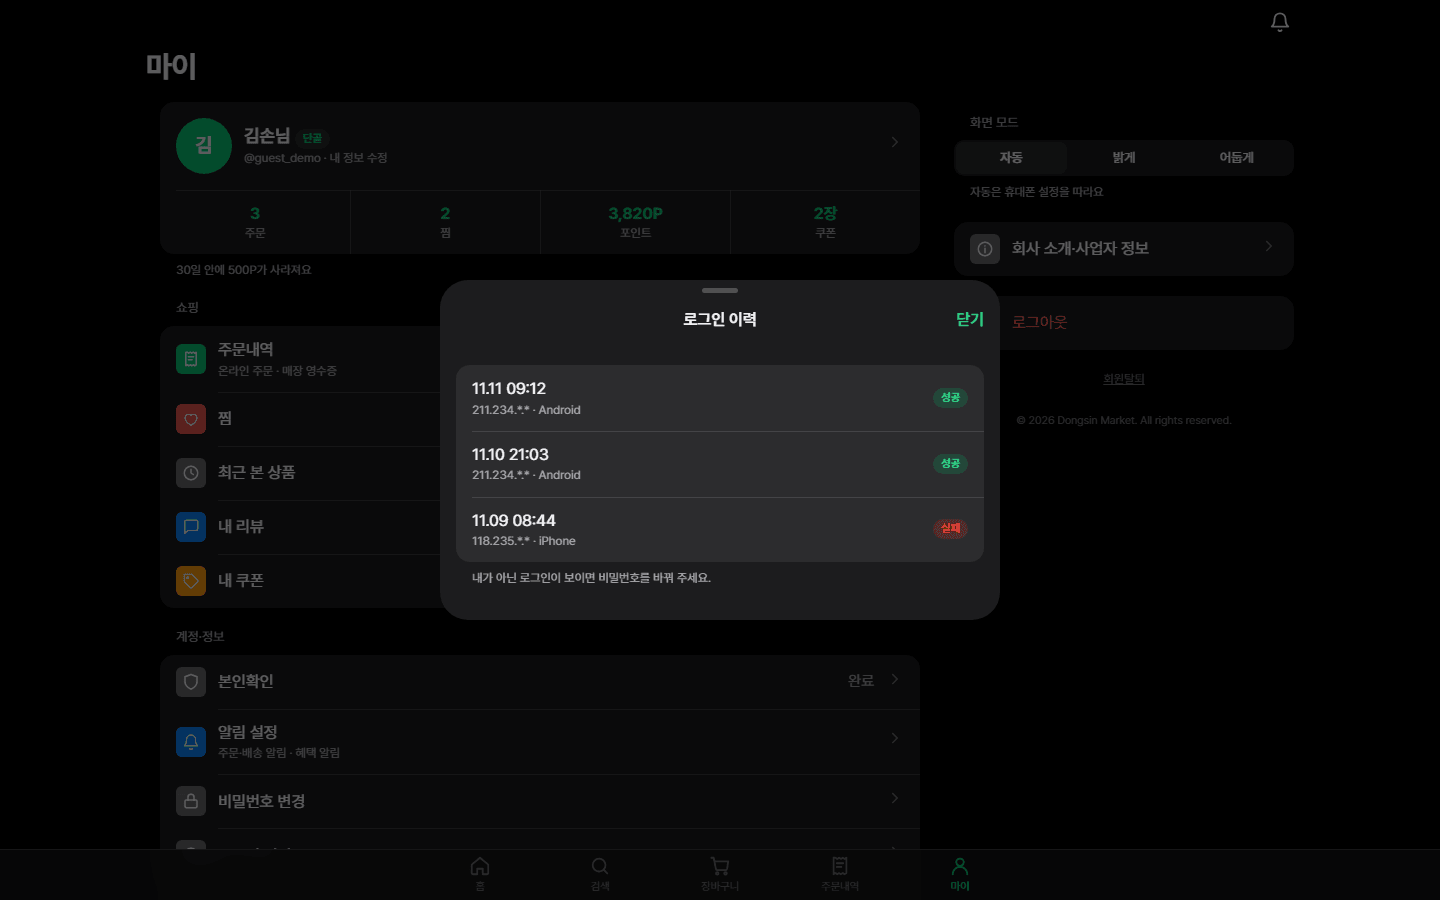 마이
김
김손님 단골
@guest_demo · 내 정보 수정
3
주문
2
찜
3,820P
포인트
2장
쿠폰
30일 안에 500P가 사라져요
쇼핑
주문내역
온라인 주문 · 매장 영수증
찜
최근 본 상품
내 리뷰
내 쿠폰
계정·정보
본인확인
완료
알림 설정
주문·배송 알림 · 혜택 알림
비밀번호 변경
화면 모드
자동
밝게
어둡게
자동은 휴대폰 설정을 따라요
회사 소개·사업자 정보
로그아웃
회원탈퇴
© 2026 Dongsin Market. All rights reserved.
로그인 이력
닫기
11.11 09:12
211.234.*.* · Android
성공
11.10 21:03
211.234.*.* · Android
성공
11.09 08:44
118.235.*.* · iPhone
실패
내가 아닌 로그인이 보이면 비밀번호를 바꿔 주세요.
홈
검색
장바구니
주문내역
마이